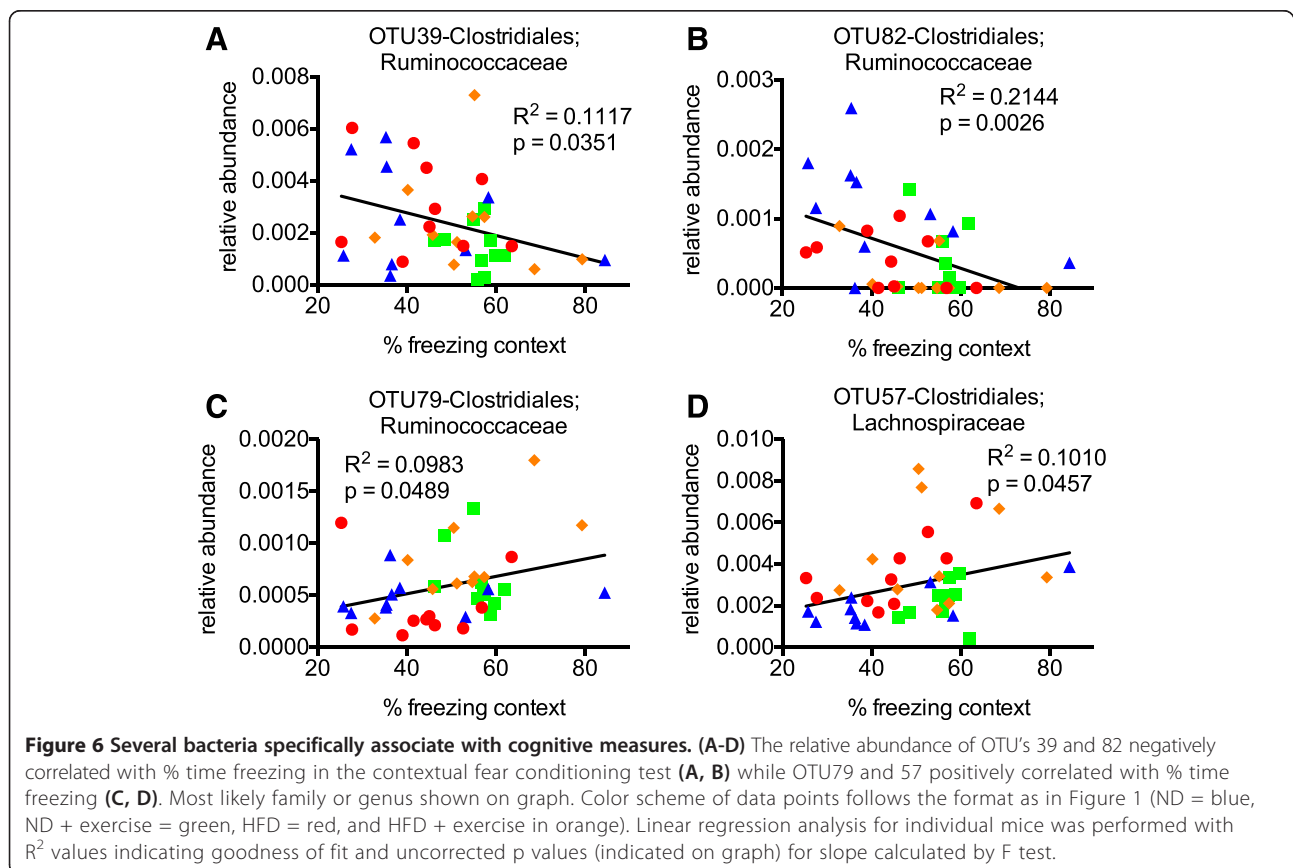 A
OTU39-Clostridiales;
Ruminococcaceae
0.008
0.006
0.004
0.002
0.000
relative abundance
R² = 0.1117
p = 0.0351
20 40 60 80
% freezing context
B
OTU82-Clostridiales;
Ruminococcaceae
0.003
0.002
0.001
0.000
relative abundance
R² = 0.2144
p = 0.0026
20 40 60 80
% freezing context
C
OTU79-Clostridiales;
Ruminococcaceae
0.0020
0.0015
0.0010
0.0005
0.0000
relative abundance
R² = 0.0983
p = 0.0489
20 40 60 80
% freezing context
D
OTU57-Clostridiales;
Lachnospiraceae
0.010
0.008
0.006
0.004
0.002
0.000
relative abundance
R² = 0.1010
p = 0.0457
20 40 60 80
% freezing context
Figure 6 Several bacteria specifically associate with cognitive measures. (A-D) The relative abundance of OTU's 39 and 82 negatively
correlated with % time freezing in the contextual fear conditioning test (A, B) while OTU79 and 57 positively correlated with % time
freezing (C, D). Most likely family or genus shown on graph. Color scheme of data points follows the format as in Figure 1 (ND = blue,
ND + exercise = green, HFD = red, and HFD + exercise in orange). Linear regression analysis for individual mice was performed with
R² values indicating goodness of fit and uncorrected p values (indicated on graph) for slope calculated by F test.